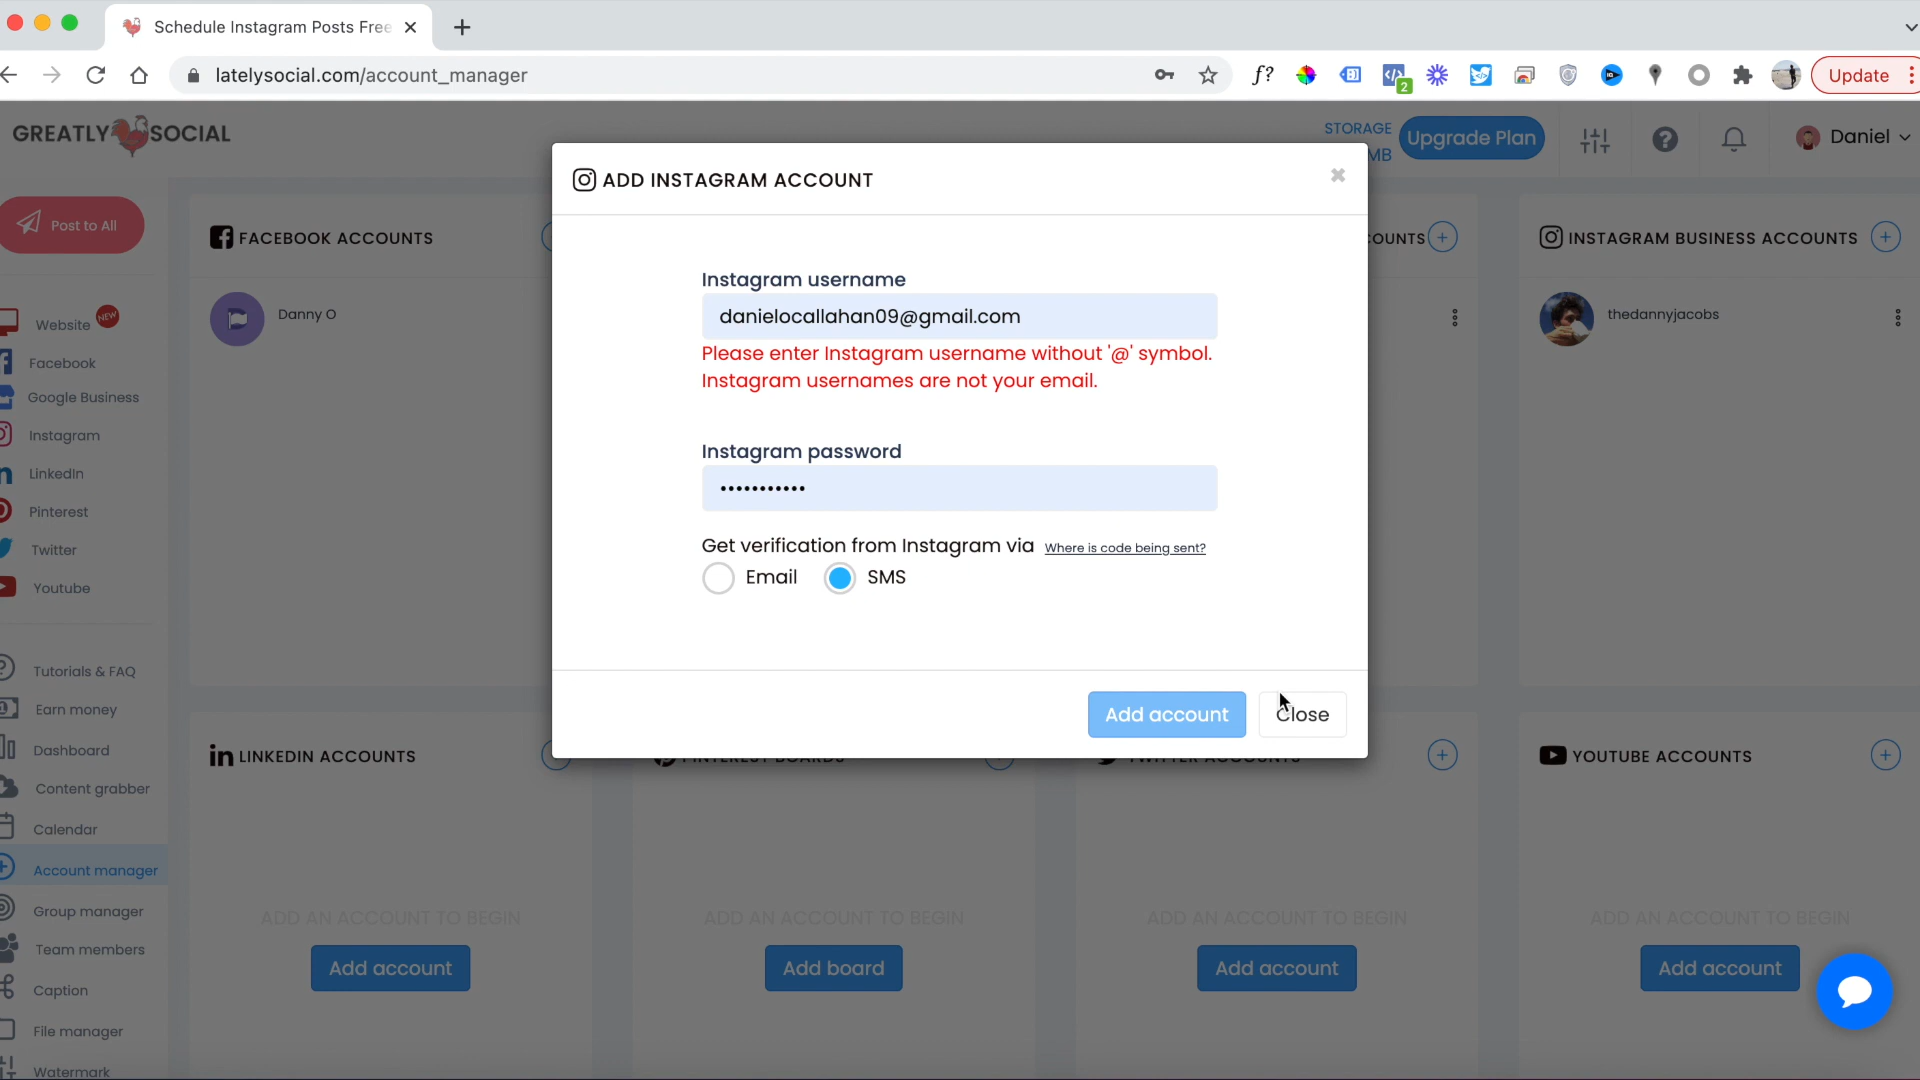 Schedule Instagram Posts Free
latelysocial.com/account_manager
f?
2
Update
GREATLY SOCIAL
STORAGE
MB
Upgrade Plan
Daniel
Post to All
Website NEW
Facebook
Google Business
Instagram
LinkedIn
Pinterest
Twitter
Youtube
Tutorials & FAQ
Earn money
Dashboard
Content grabber
Calendar
Account manager
Group manager
Team members
Caption
File manager
Watermark
FACEBOOK ACCOUNTS
Danny O
COUNTS
INSTAGRAM BUSINESS ACCOUNTS
thedannyjacobs
ADD INSTAGRAM ACCOUNT
Instagram username
danielocallahan09@gmail.com
Please enter Instagram username without '@' symbol.
Instagram usernames are not your email.
Instagram password
•••••••••••
Get verification from Instagram via Where is code being sent?
Email SMS
Add account Close
LINKEDIN ACCOUNTS
PINTEREST BOARDS
TWITTER ACCOUNTS
YOUTUBE ACCOUNTS
ADD AN ACCOUNT TO BEGIN
Add account
ADD AN ACCOUNT TO BEGIN
Add board
ADD AN ACCOUNT TO BEGIN
Add account
ADD AN ACCOUNT TO BEGIN
Add account